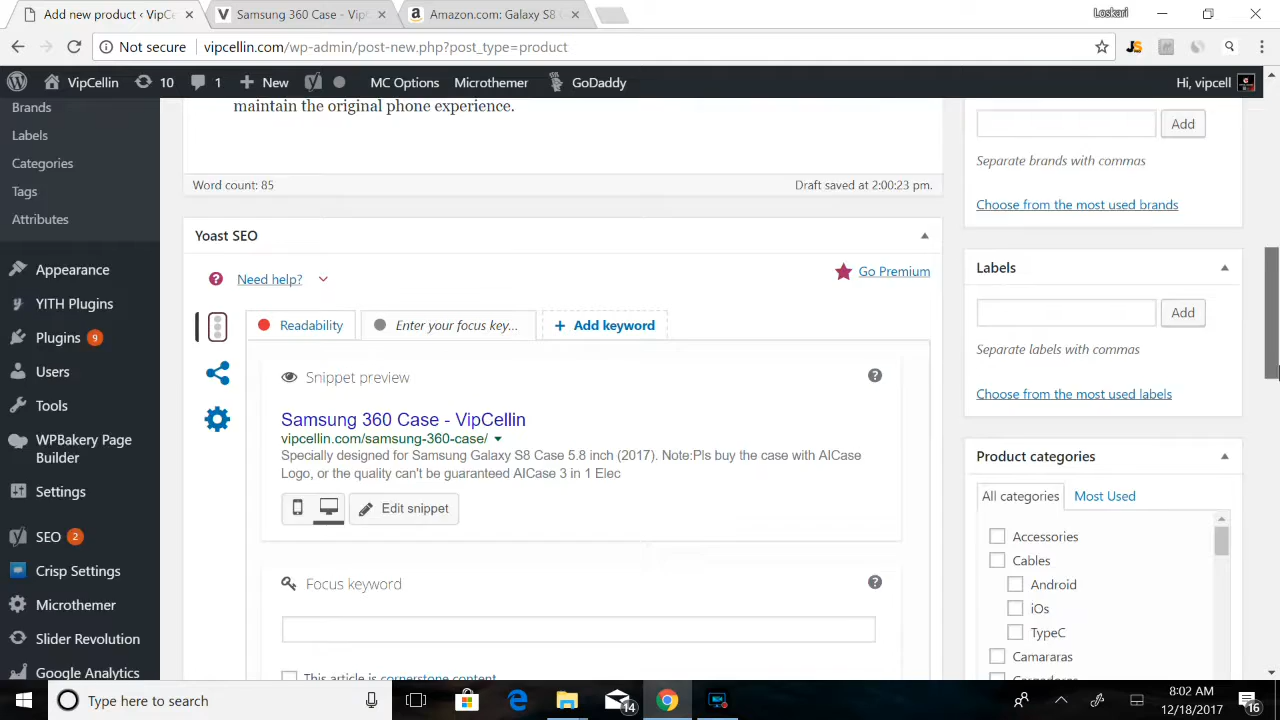 Add new product ‹ VipCe
Samsung 360 Case - VipC
Amazon.com: Galaxy S8 C
Loskari
Not secure
vipcellin.com/wp-admin/post-new.php?post_type=product
VipCellin
10
1
New
MC Options
Microthemer
GoDaddy
Hi, vipcell
Brands
Labels
Categories
Tags
Attributes
Appearance
YITH Plugins
Plugins 9
Users
Tools
WPBakery Page
Builder
Settings
SEO 2
Crisp Settings
Microthemer
Slider Revolution
Google Analytics
maintain the original phone experience.
Word count: 85
Draft saved at 2:00:23 pm.
Yoast SEO
Need help?
Go Premium
Readability
Enter your focus key...
+ Add keyword
Snippet preview
Samsung 360 Case - VipCellin
vipcellin.com/samsung-360-case/
Specially designed for Samsung Galaxy S8 Case 5.8 inch (2017). Note:Pls buy the case with AICase
Logo, or the quality can't be guaranteed AICase 3 in 1 Elec
Edit snippet
Focus keyword
This article is cornerstone content
Add
Separate brands with commas
Choose from the most used brands
Labels
Add
Separate labels with commas
Choose from the most used labels
Product categories
All categories
Most Used
Accessories
Cables
Android
iOs
TypeC
Camararas
Type here to search
14
8:02 AM
12/18/2017
16